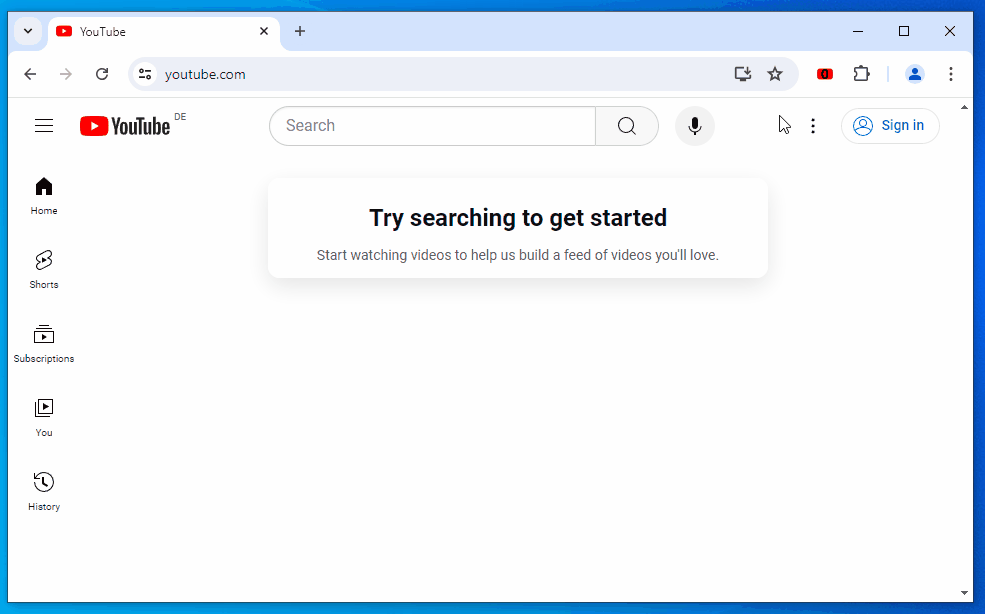 YouTube
youtube.com
YouTube DE
Search
Sign in
Home
Shorts
Subscriptions
You
History
Try searching to get started
Start watching videos to help us build a feed of videos you'll love.